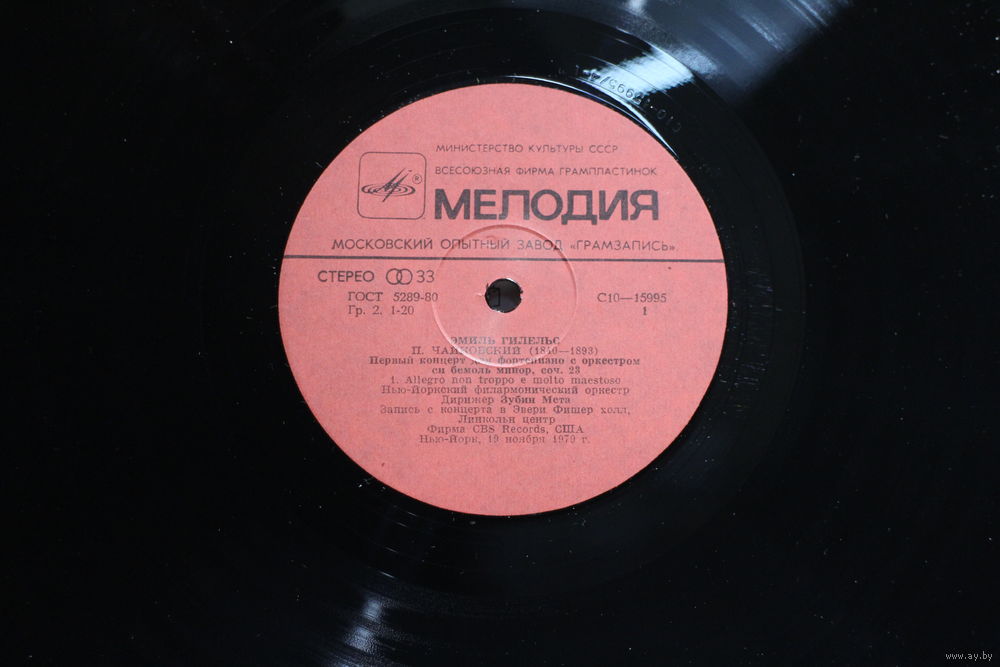 МИНИСТЕРСТВО КУЛЬТУРЫ СССР
ВСЕСОЮЗНАЯ ФИРМА ГРАМПЛАСТИНОК
®
МЕЛОДИЯ
МОСКОВСКИЙ ОПЫТНЫЙ ЗАВОД «ГРАМЗАПИСЬ»
СТЕРЕО 33
ГОСТ 5289-80
Гр. 2. 1-20
С10—15995
1
ЭМИЛЬ ГИЛЕЛЬС
П. ЧАЙКОВСКИЙ (1840—1893)
Первый концерт для фортепиано с оркестром
си бемоль минор, соч. 23
1. Allegro non troppo e molto maestoso
Нью-Йоркский филармонический оркестр
Дирижер Зубин Мета
Запись с концерта в Эвери Фишер холл,
Линкольн центр
Фирма CBS Records, США
Нью-Йорк, 19 ноября 1979 г.
www.ay.by